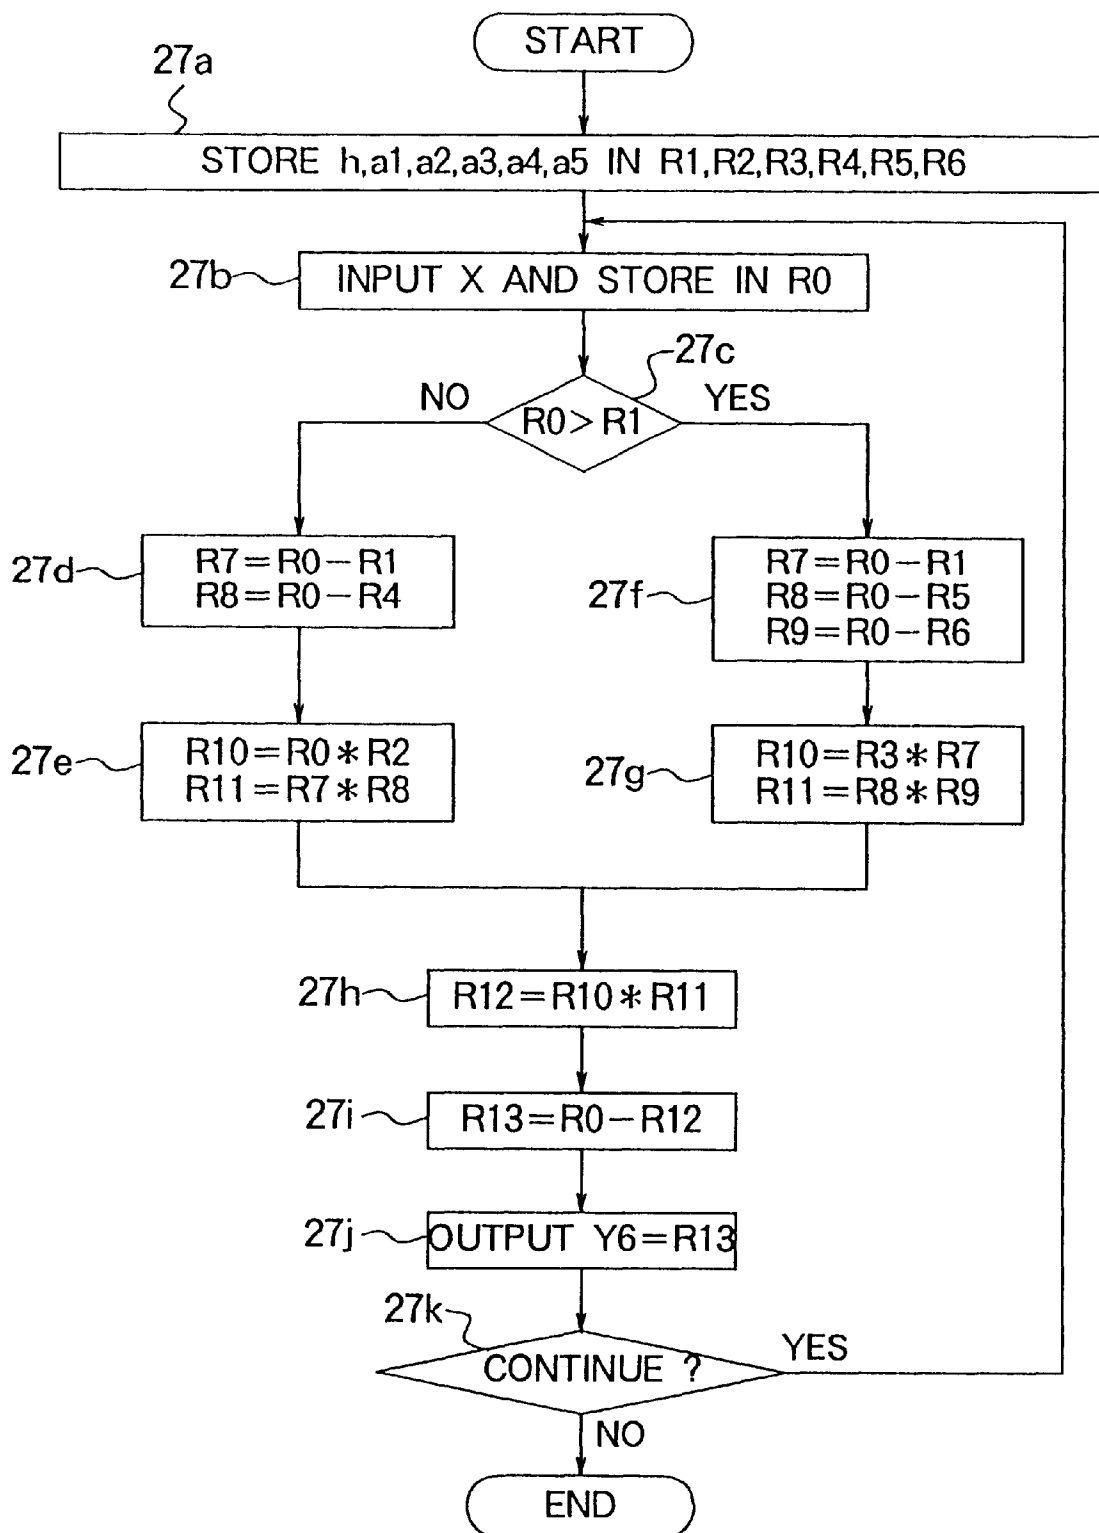 START
27a
STORE h,a1,a2,a3,a4,a5 IN R1,R2,R3,R4,R5,R6
27b
INPUT X AND STORE IN R0
27c
NO
YES
R0>R1
27d
R7=R0-R1
R8=R0-R4
27f
R7=R0-R1
R8=R0-R5
R9=R0-R6
27e
R10=R0*R2
R11=R7*R8
27g
R10=R3*R7
R11=R8*R9
27h
R12=R10*R11
27i
R13=R0-R12
27j
OUTPUT Y6=R13
27k
CONTINUE ?
YES
NO
END